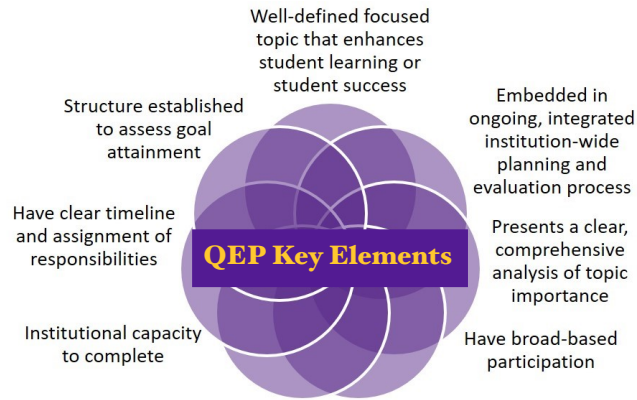 Well-defined focused
topic that enhances
student learning or
student success
Embedded in
ongoing, integrated
institution-wide
planning and
evaluation process
Presents a clear,
comprehensive
analysis of topic
importance
Have broad-based
participation
Institutional capacity
to complete
Have clear timeline
and assignment of
responsibilities
Structure established
to assess goal
attainment
QEP Key Elements